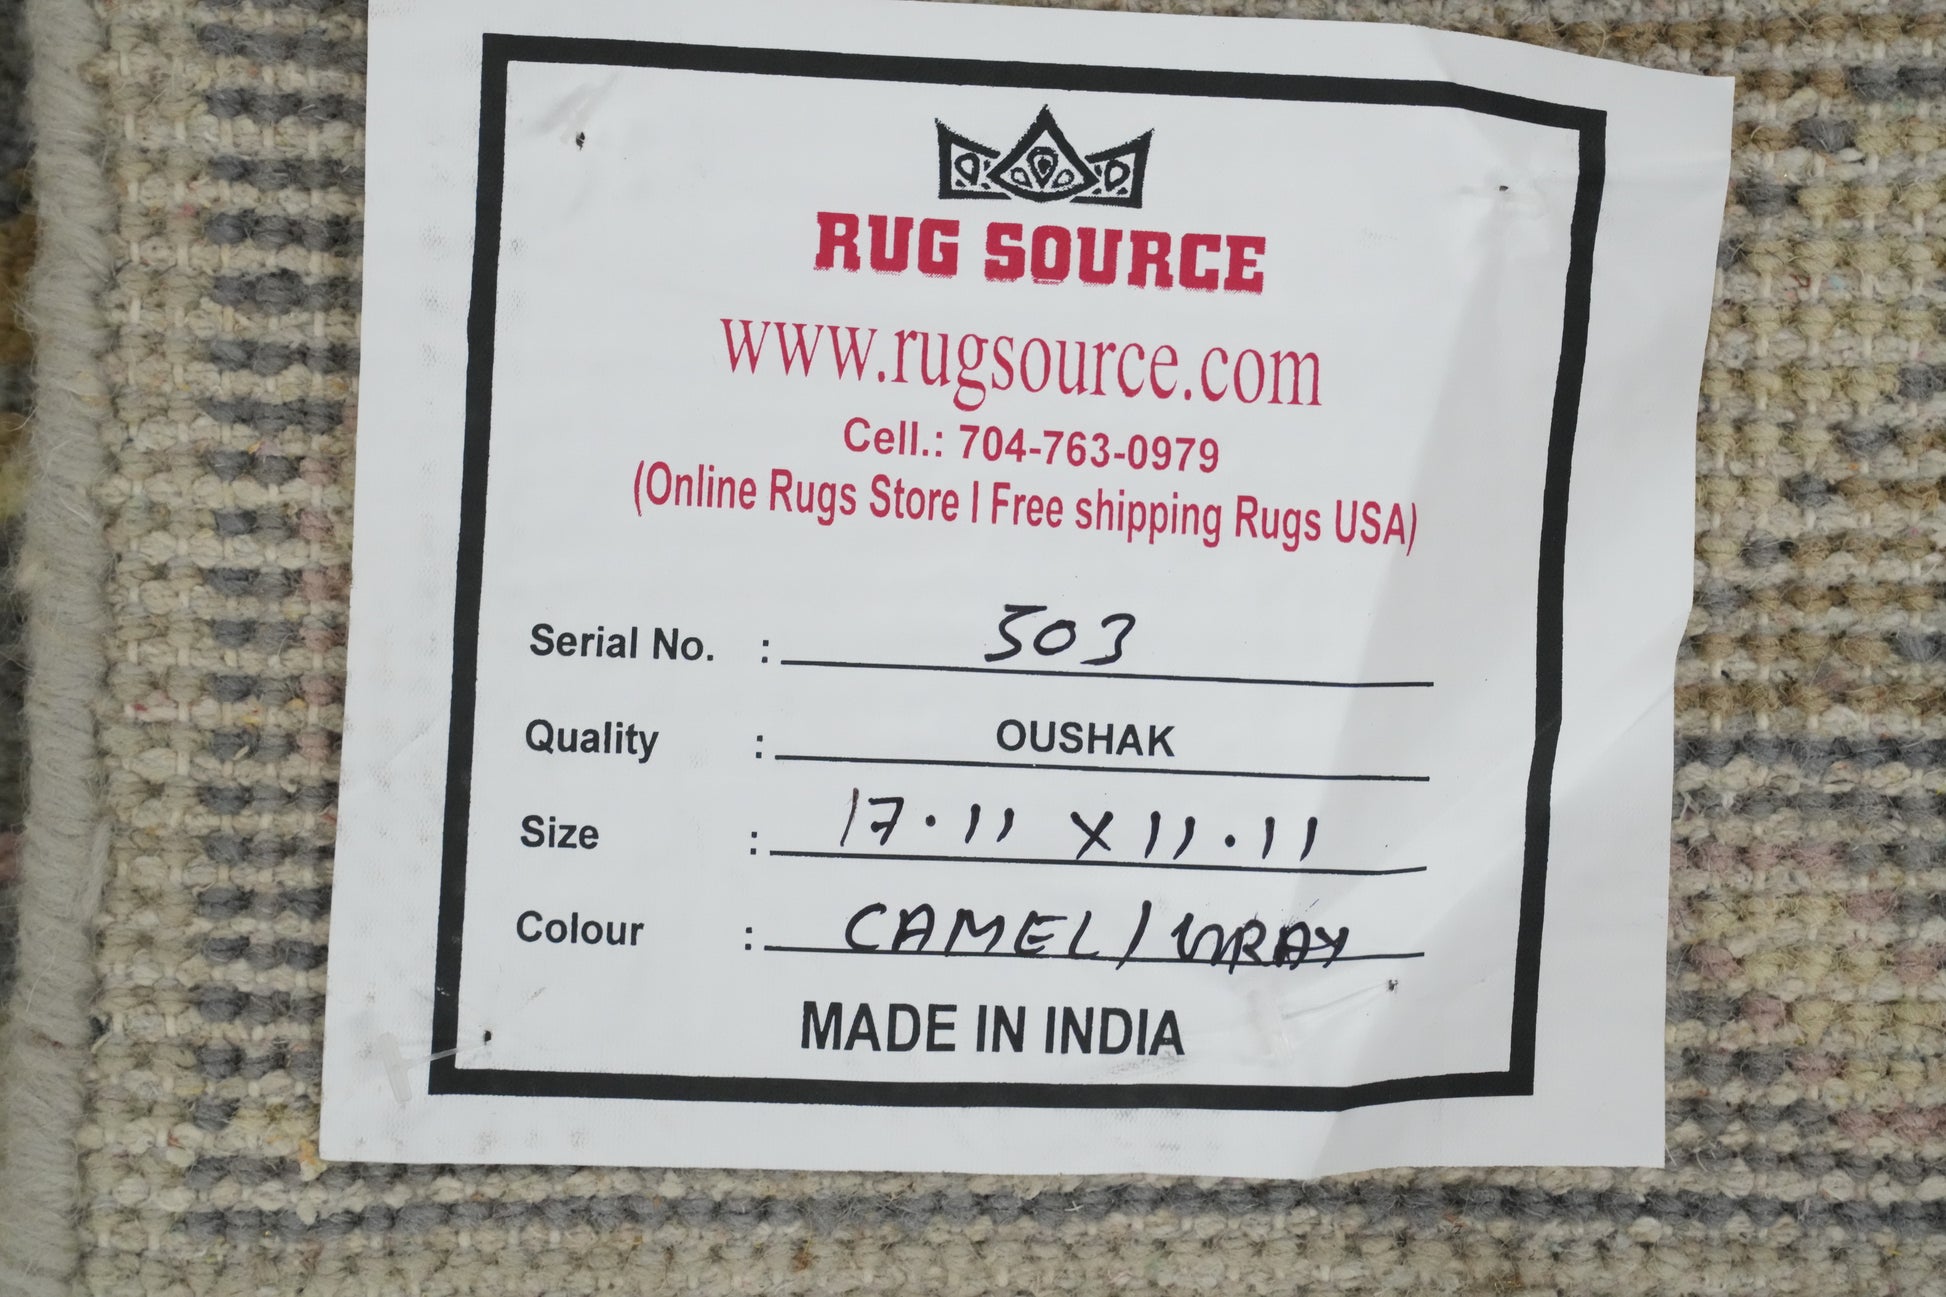 RUG SOURCE
www.rugsource.com
Cell.: 704-763-0979
(Online Rugs Store I Free shipping Rugs USA)
Serial No. : 503
Quality : OUSHAK
Size : 17.11 X 11.11
Colour : CAMEL / GRAY
MADE IN INDIA